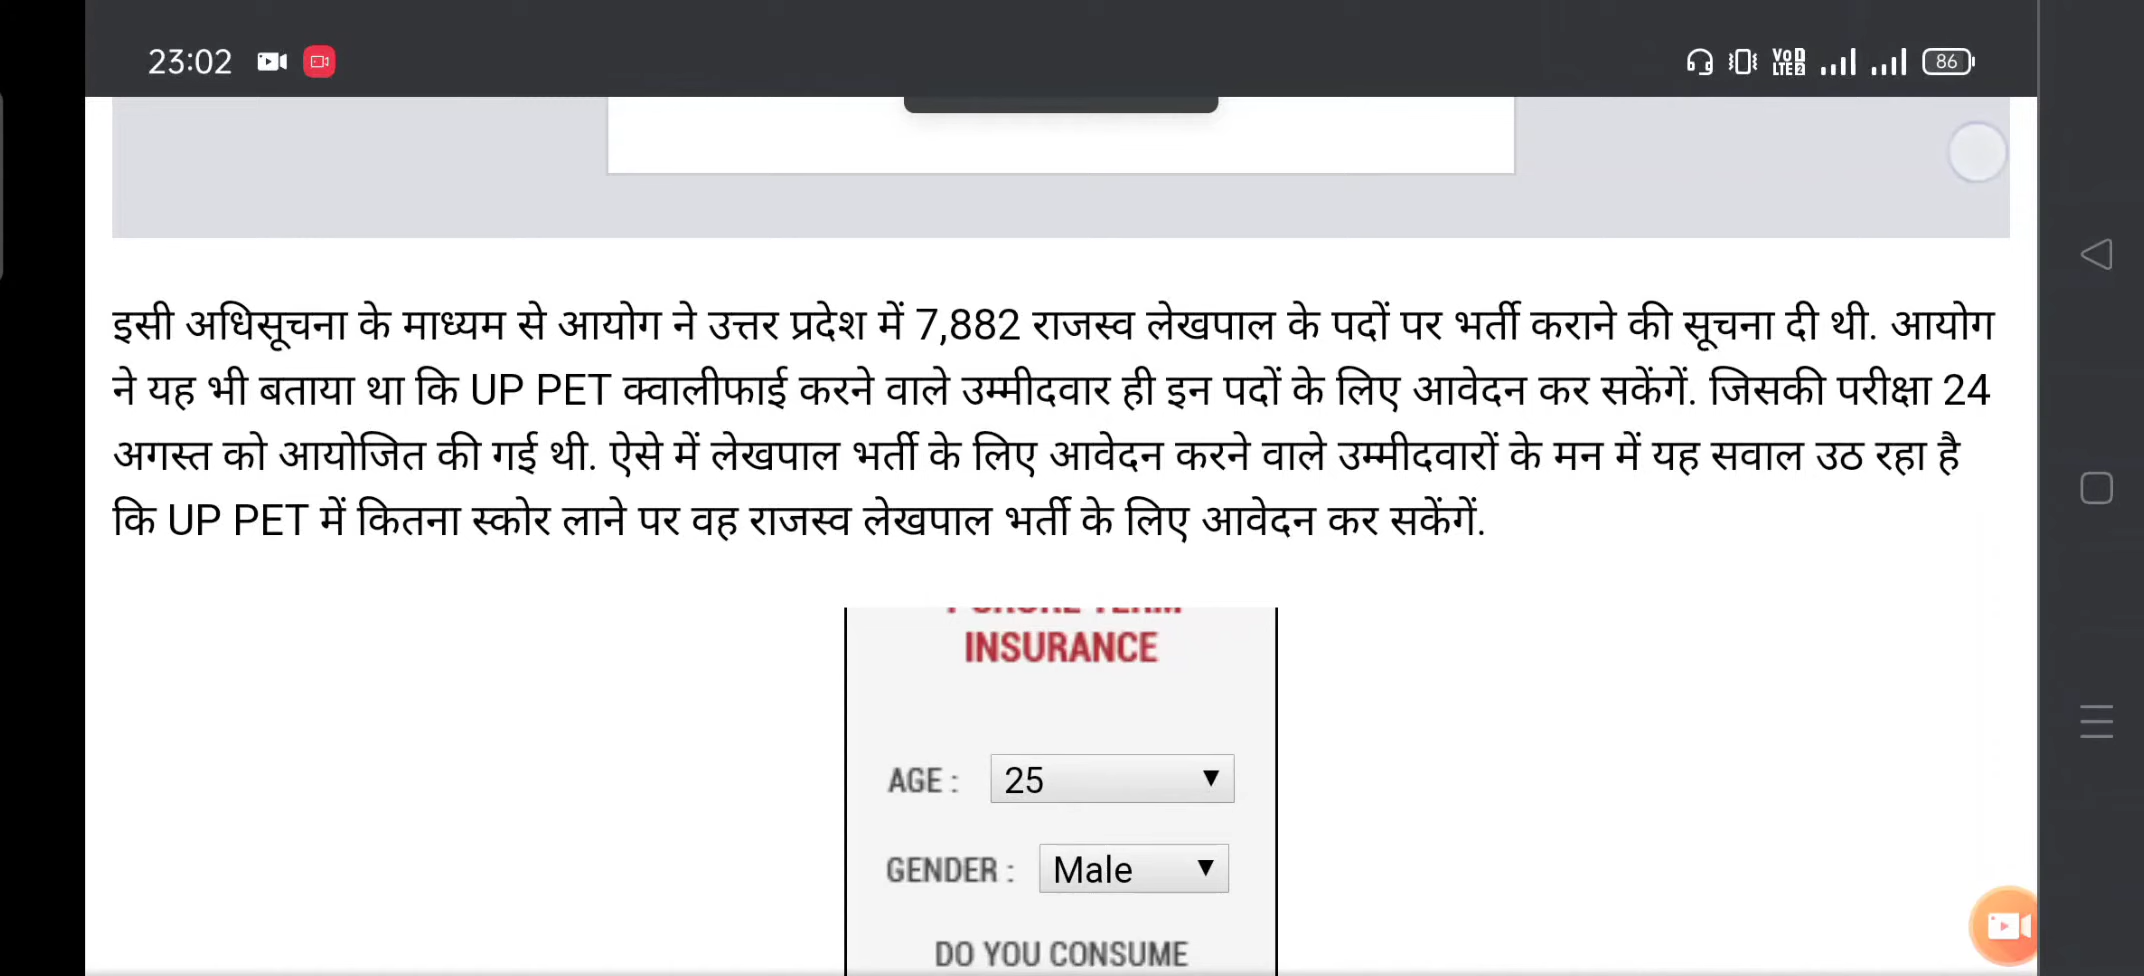 23:02
VoD LTE2 86
इसी अधिसूचना के माध्यम से आयोग ने उत्तर प्रदेश में 7,882 राजस्व लेखपाल के पदों पर भर्ती कराने की सूचना दी थी. आयोग
ने यह भी बताया था कि UP PET क्वालीफाई करने वाले उम्मीदवार ही इन पदों के लिए आवेदन कर सकेंगें. जिसकी परीक्षा 24
अगस्त को आयोजित की गई थी. ऐसे में लेखपाल भर्ती के लिए आवेदन करने वाले उम्मीदवारों के मन में यह सवाल उठ रहा है
कि UP PET में कितना स्कोर लाने पर वह राजस्व लेखपाल भर्ती के लिए आवेदन कर सकेंगें.
INSURANCE
AGE : 25
GENDER : Male
DO YOU CONSUME